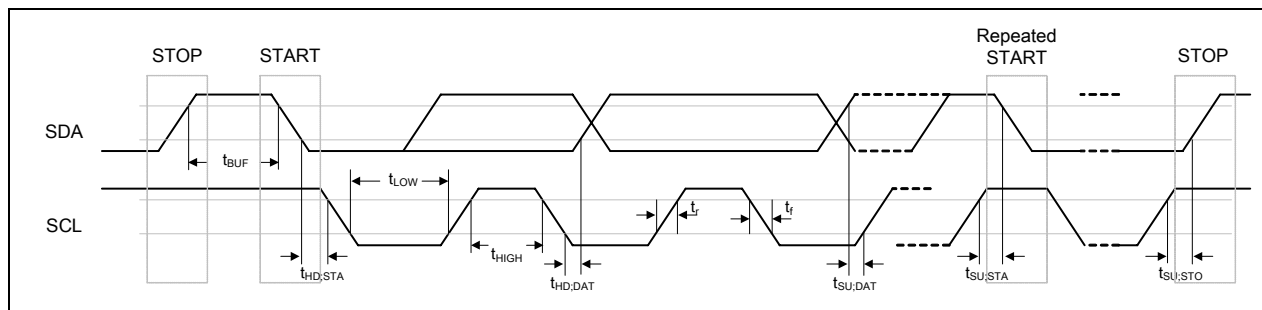 STOP
START
Repeated
START
STOP
SDA
tBUF
tLOW
SCL
tr
tf
tHD;STA
tHIGH
tHD;DAT
tSU;DAT
tSU;STA
tSU;STO